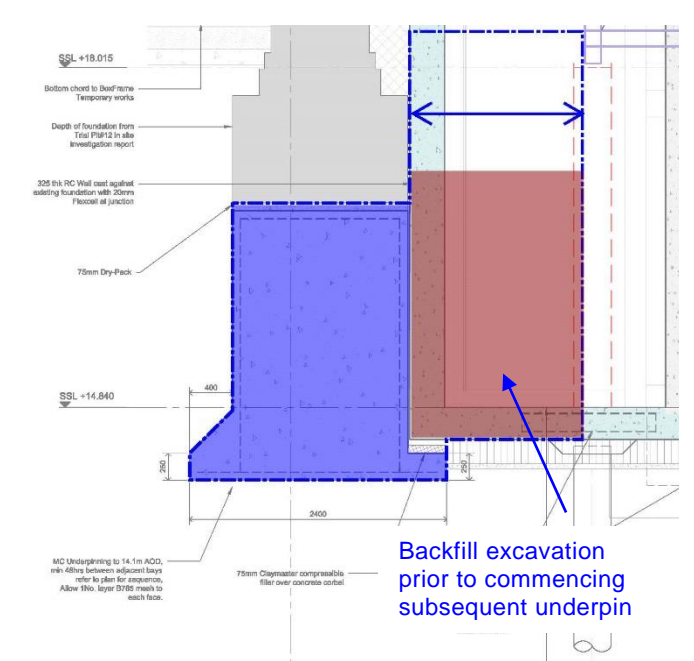 SSL +18.015
Bottom chord to BoxFrame
Temporary works
Depth of foundation from
Trial Pit#12 in site
investigation report
325 thk RC Wall cast against
existing foundation with 20mm
Flexcell at junction
75mm Dry-Pack
400
SSL +14.840
250
250
2400
MC Underpinning to 14.1m AOD,
min 48hrs between adjacent bays
refer to plan for sequence,
Allow 1No. layer B785 mesh to
each face.
75mm Claymaster compressible
filler over concrete corbel
Backfill excavation
prior to commencing
subsequent underpin